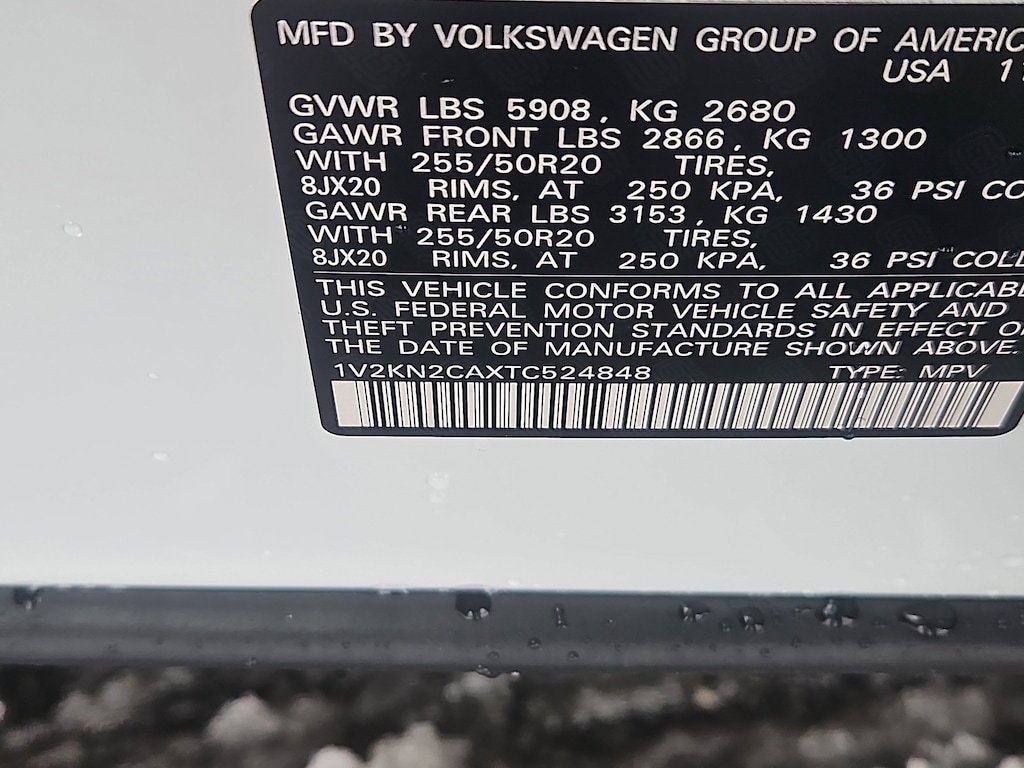 MFD BY VOLKSWAGEN GROUP OF AMERIC
USA 11
GVWR LBS 5908, KG 2680
GAWR FRONT LBS 2866, KG 1300
WITH 255/50R20 TIRES,
8JX20 RIMS, AT 250 KPA, 36 PSI CO
GAWR REAR LBS 3153, KG 1430
WITH 255/50R20 TIRES,
8JX20 RIMS, AT 250 KPA, 36 PSI COL
THIS VEHICLE CONFORMS TO ALL APPLICABL
U.S. FEDERAL MOTOR VEHICLE SAFETY AND
THEFT PREVENTION STANDARDS IN EFFECT O
THE DATE OF MANUFACTURE SHOWN ABOVE.
1V2KN2CAXTC524848 TYPE: MPV